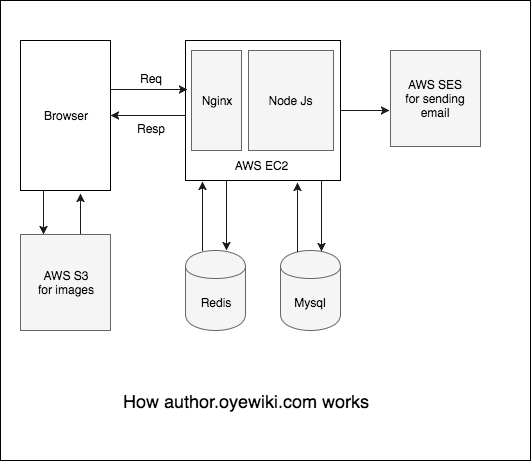 Req
Browser
Resp
Nginx
Node Js
AWS EC2
AWS SES
for sending
email
AWS S3
for images
Redis
Mysql
How author.oyewiki.com works